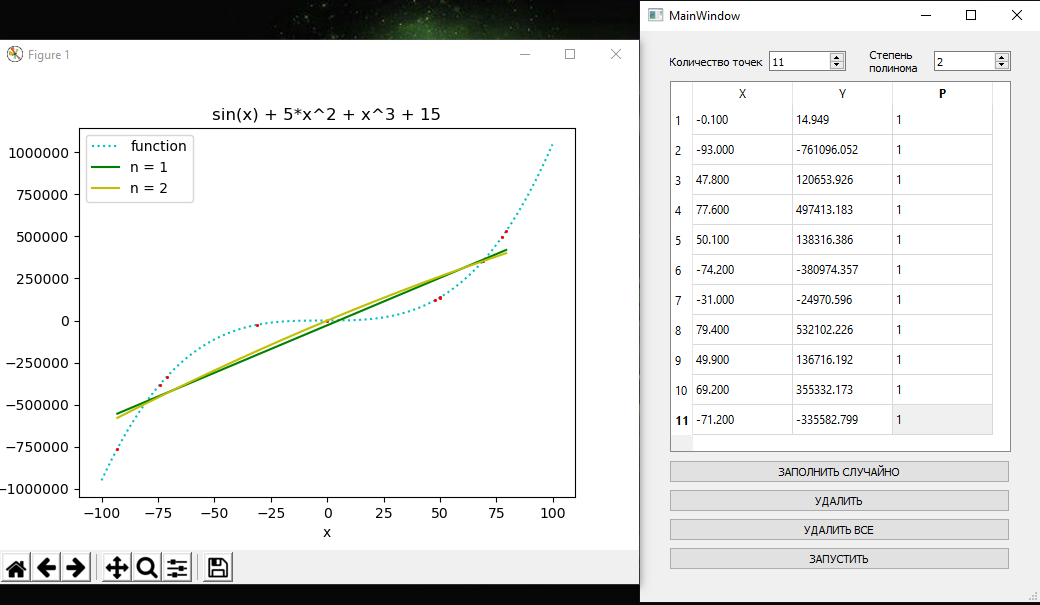 Figure 1
sin(x) + 5*x^2 + x^3 + 15
function
n = 1
n = 2
1000000
750000
500000
250000
0
−250000
−500000
−750000
−1000000
−100 −75 −50 −25 0 25 50 75 100
x
MainWindow
Количество точек 11 Степень полинома 2
X Y P
1 -0.100 14.949 1
2 -93.000 -761096.052 1
3 47.800 120653.926 1
4 77.600 497413.183 1
5 50.100 138316.386 1
6 -74.200 -380974.357 1
7 -31.000 -24970.596 1
8 79.400 532102.226 1
9 49.900 136716.192 1
10 69.200 355332.173 1
11 -71.200 -335582.799 1
ЗАПОЛНИТЬ СЛУЧАЙНО
УДАЛИТЬ
УДАЛИТЬ ВСЕ
ЗАПУСТИТЬ